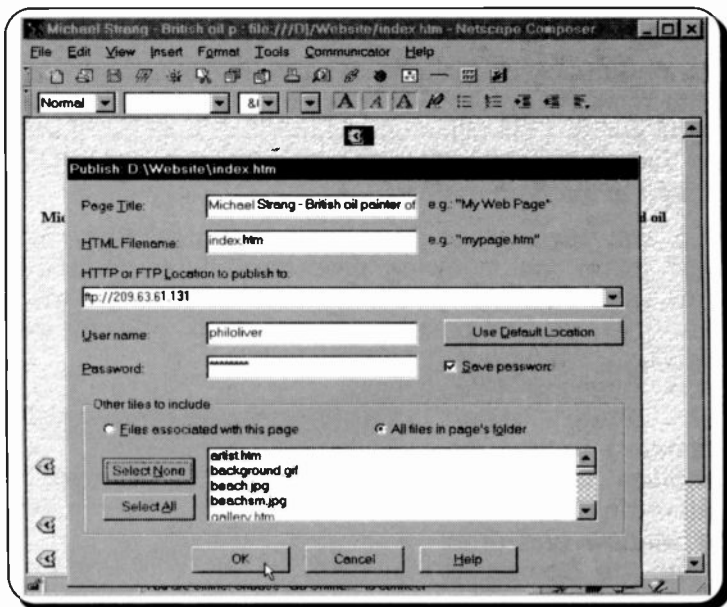 Michael Strang - British oil p : file:///D|/Website/index.htm - Netscape Composer
File Edit View Insert Format Tools Communicator Help
Normal
Publish: D:\Website\index.htm
Page Title: Michael Strang - British oil painter of e.g.: "My Web Page"
Mic d oil
HTML Filename: index.htm e.g.: "mypage.htm"
HTTP or FTP Location to publish to:
ftp://209.63.61.131
User name: philoliver Use Default Location
Password: ******** Save password
Other files to include
Files associated with this page All files in page's folder
Select None
Select All
artist.htm
background.gif
beach.jpg
beachsm.jpg
gallery.htm
OK Cancel Help